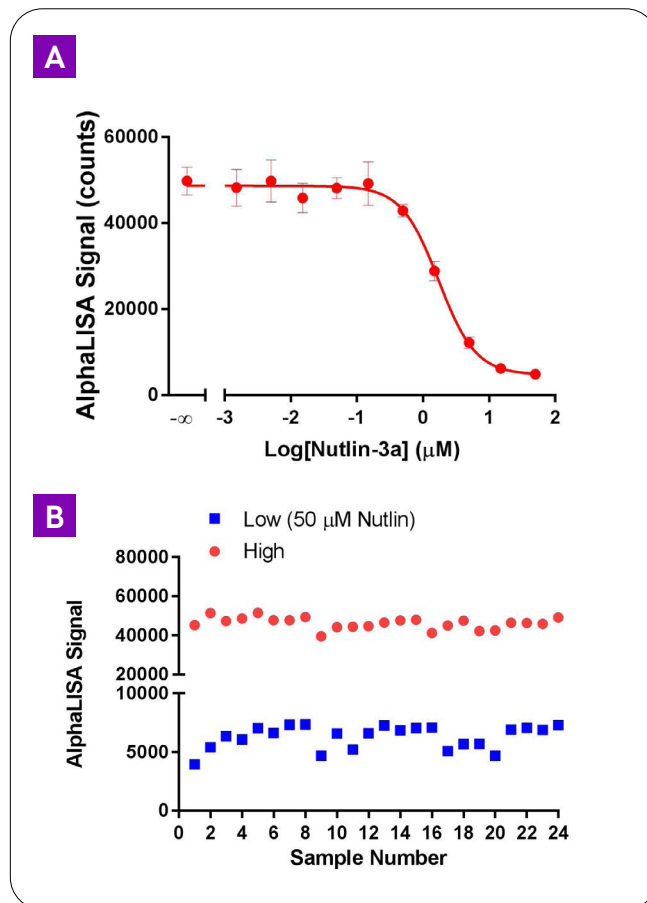 A
60000
40000
20000
0
AlphaLISA Signal (counts)
-∞ -3 -2 -1 0 1 2
Log[Nutlin-3a] (μM)
B
Low (50 μM Nutlin)
High
80000
60000
40000
20000
10000
5000
0
AlphaLISA Signal
0 2 4 6 8 10 12 14 16 18 20 22 24
Sample Number